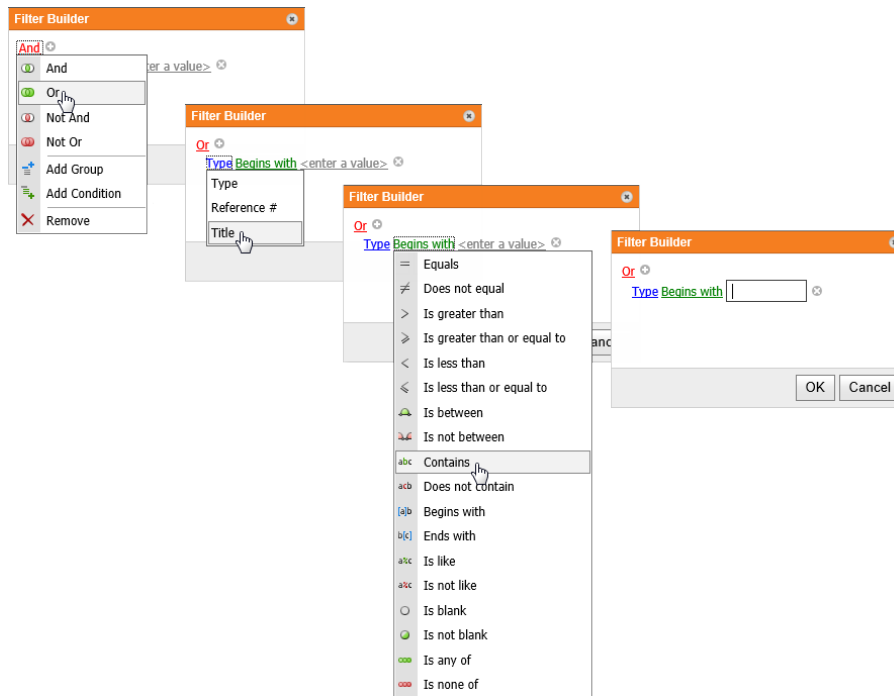 Filter Builder
And
ter a value>
And
Or
Not And
Not Or
Add Group
Add Condition
Remove
Filter Builder
Or
Type Begins with <enter a value>
Type
Reference #
Title
Filter Builder
Or
Type Begins with <enter a value>
Equals
Does not equal
Is greater than
Is greater than or equal to
Is less than
Is less than or equal to
Is between
Is not between
abc Contains
acb Does not contain
[a]b Begins with
b[c] Ends with
a%c Is like
a%c Is not like
Is blank
Is not blank
Is any of
Is none of
anc
Filter Builder
Or
Type Begins with
OK Cancel